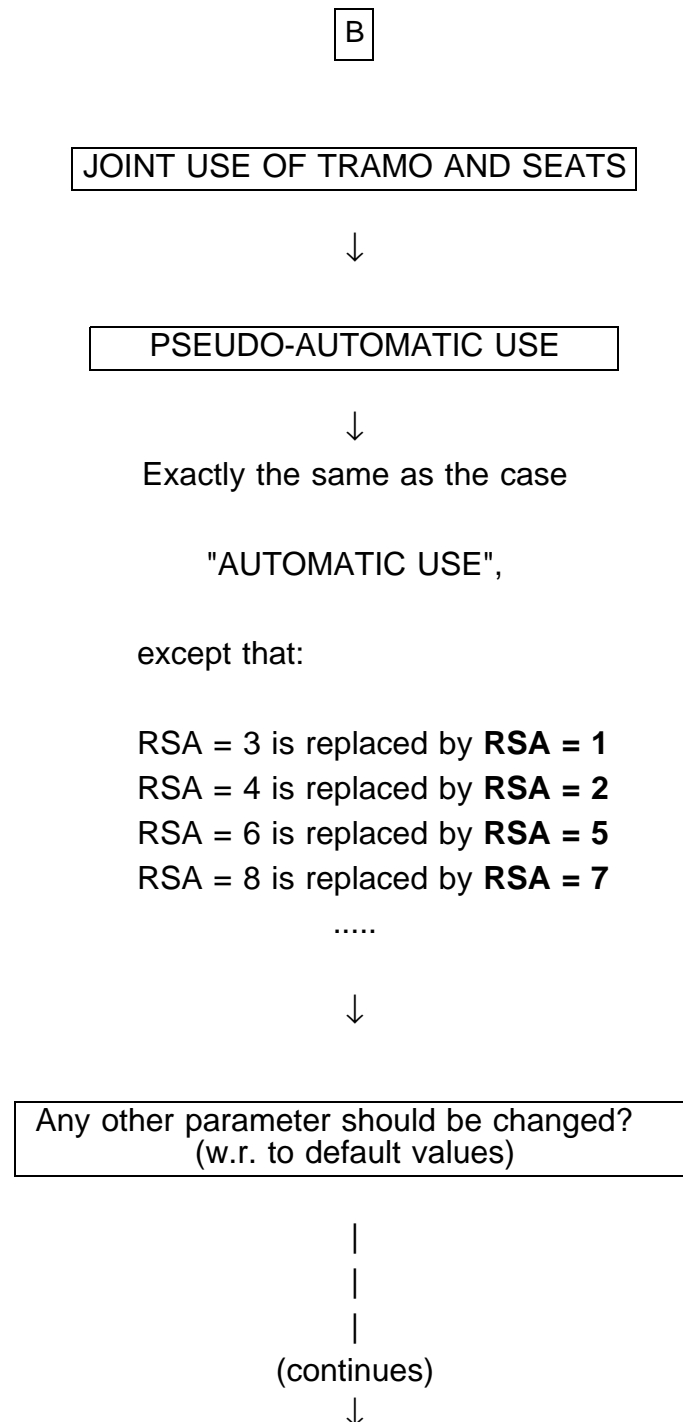 B
JOINT USE OF TRAMO AND SEATS
↓
PSEUDO-AUTOMATIC USE
↓
Exactly the same as the case
"AUTOMATIC USE",
except that:
RSA = 3 is replaced by RSA = 1
RSA = 4 is replaced by RSA = 2
RSA = 6 is replaced by RSA = 5
RSA = 8 is replaced by RSA = 7
.....
↓
Any other parameter should be changed?
(w.r. to default values)
|
|
|
(continues)
↓